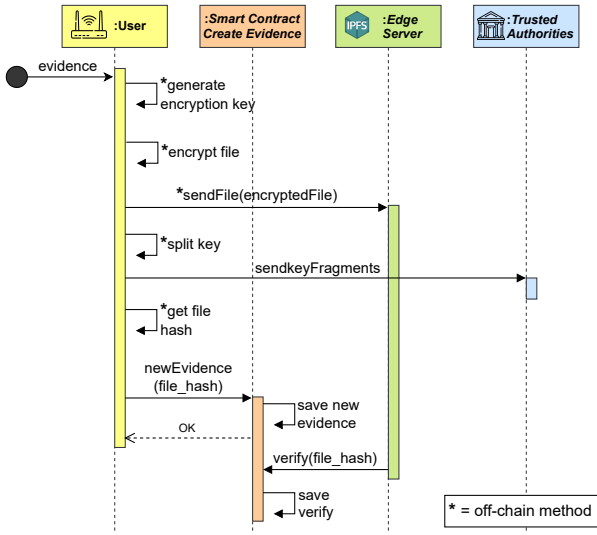 :User
:Smart Contract
Create Evidence
IPFS
:Edge
Server
:Trusted
Authorities
evidence
*generate
encryption key
*encrypt file
*sendFile(encryptedFile)
*split key
sendkeyFragments
*get file
hash
newEvidence
(file_hash)
save new
evidence
OK
verify(file_hash)
save
verify
* = off-chain method